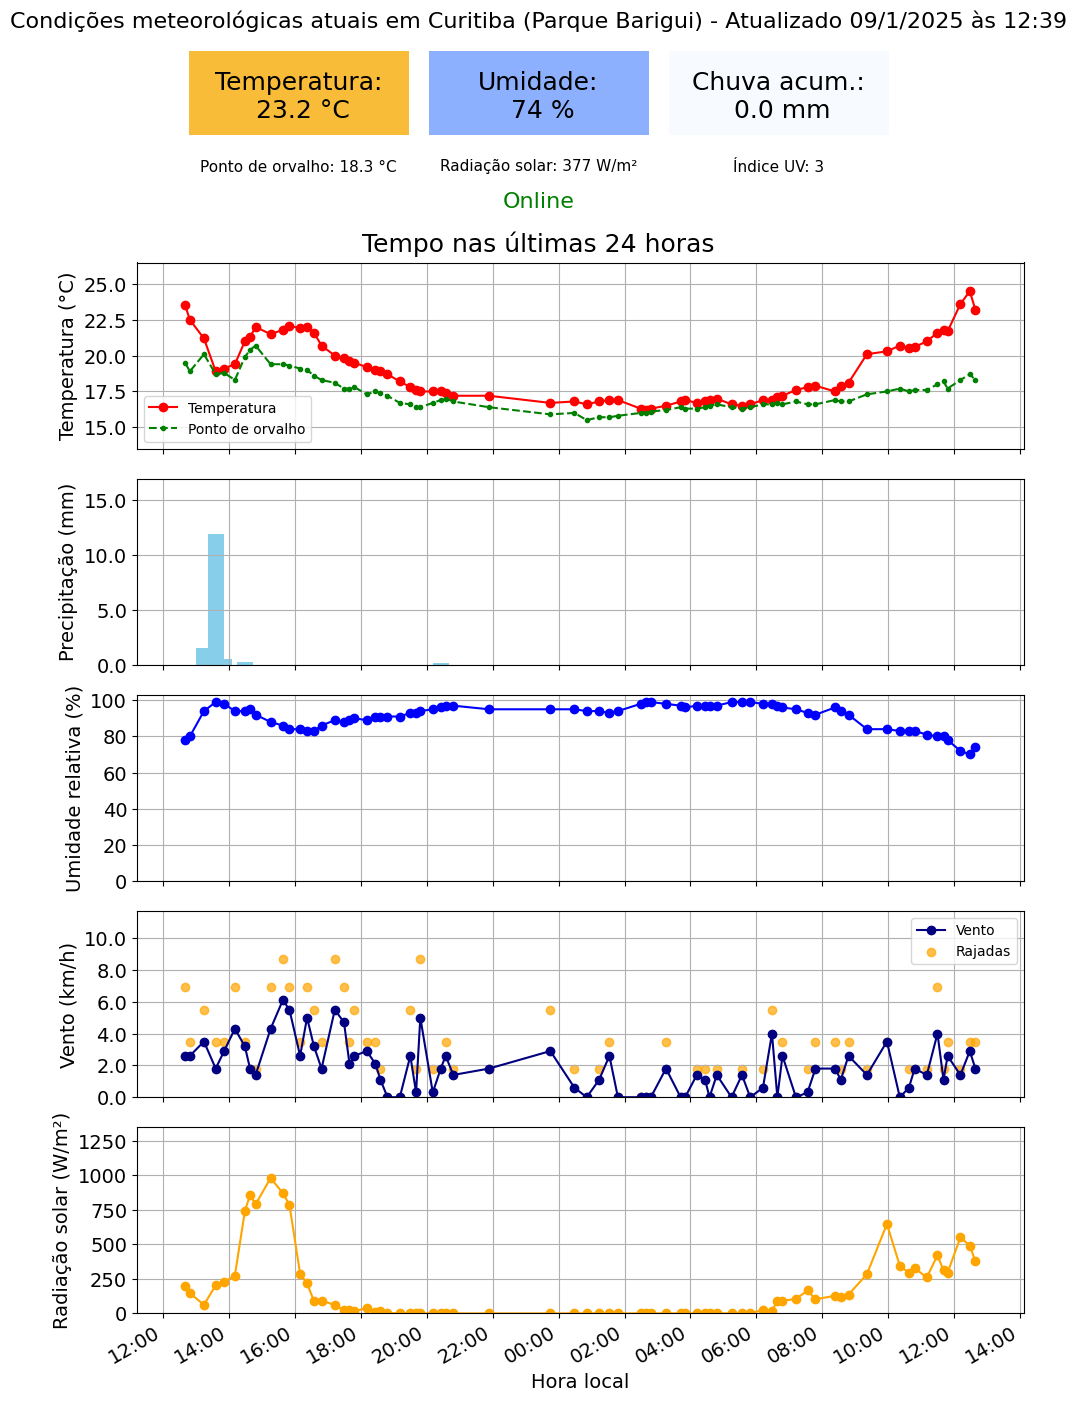 Condições meteorológicas atuais em Curitiba (Parque Barigui) - Atualizado 09/1/2025 às 12:39
Temperatura:
23.2 °C
Umidade:
74 %
Chuva acum.:
0.0 mm
Ponto de orvalho: 18.3 °C
Radiação solar: 377 W/m²
Índice UV: 3
Online
Tempo nas últimas 24 horas
Temperatura (°C)
25.0
22.5
20.0
17.5
15.0
Temperatura
Ponto de orvalho
Precipitação (mm)
15.0
10.0
5.0
0.0
Umidade relativa (%)
100
80
60
40
20
0
Vento (km/h)
10.0
8.0
6.0
4.0
2.0
0.0
Vento
Rajadas
Radiação solar (W/m²)
1250
1000
750
500
250
0
12:00 14:00 16:00 18:00 20:00 22:00 00:00 02:00 04:00 06:00 08:00 10:00 12:00 14:00
Hora local